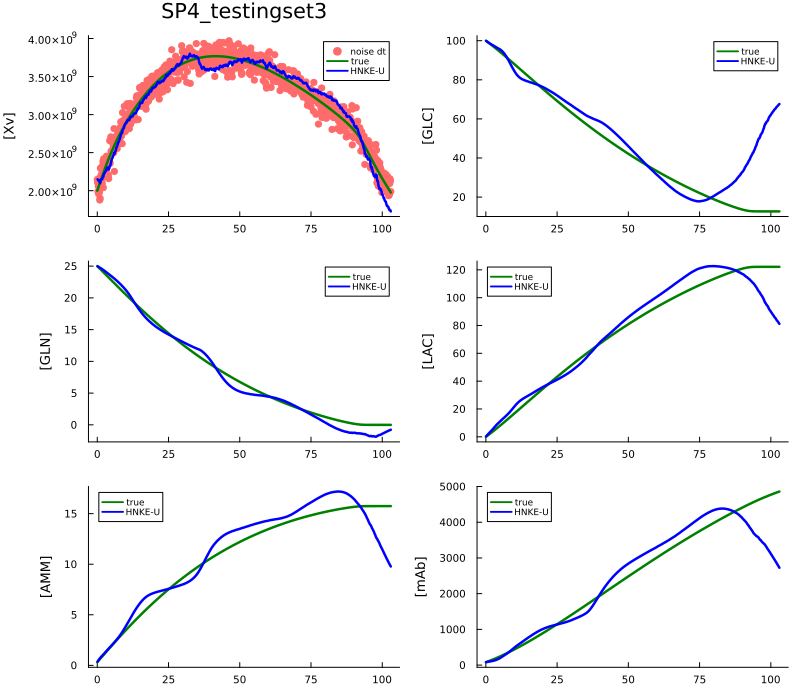 SP4_testingset3
[Xv]
4.00×10⁹
3.50×10⁹
3.00×10⁹
2.50×10⁹
2.00×10⁹
noise dt
true
HNKE-U
0 25 50 75 100
[GLC]
100
80
60
40
20
true
HNKE-U
0 25 50 75 100
[GLN]
25
20
15
10
5
0
true
HNKE-U
0 25 50 75 100
[LAC]
120
100
80
60
40
20
0
true
HNKE-U
0 25 50 75 100
[AMM]
15
10
5
0
true
HNKE-U
0 25 50 75 100
[mAb]
5000
4000
3000
2000
1000
0
true
HNKE-U
0 25 50 75 100